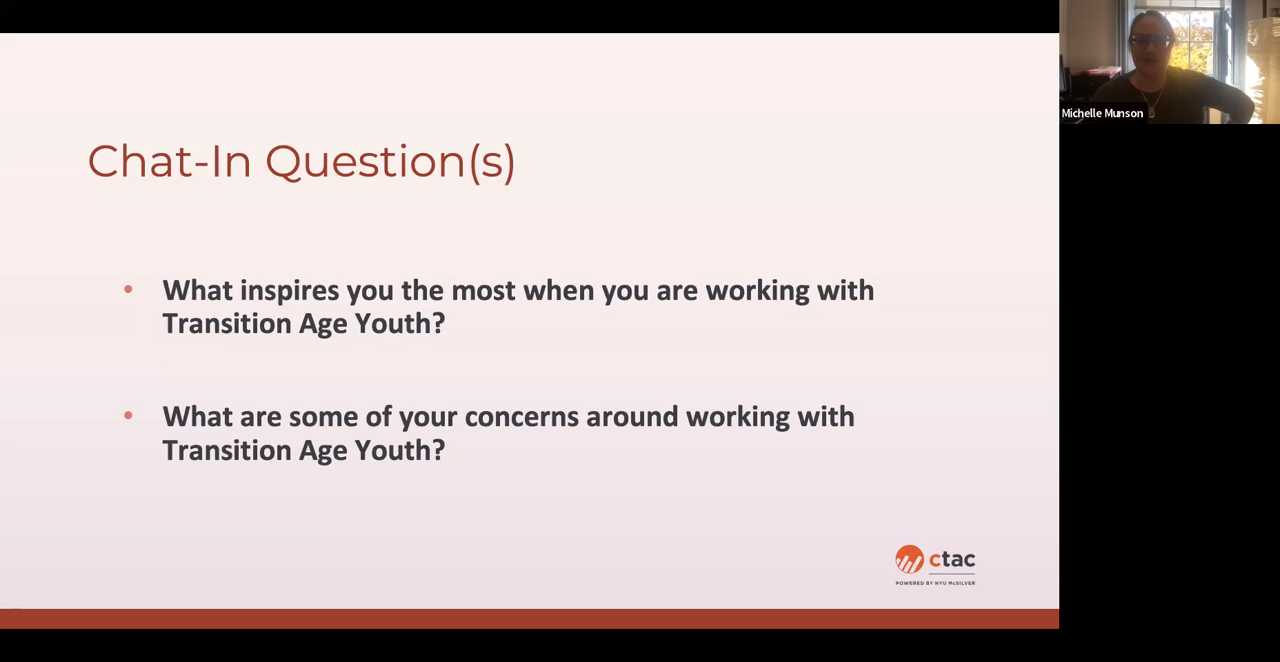 Chat-In Question(s)
• What inspires you the most when you are working with
Transition Age Youth?
• What are some of your concerns around working with
Transition Age Youth?
ctac
POWERED BY NYU McSILVER
Michelle Munson